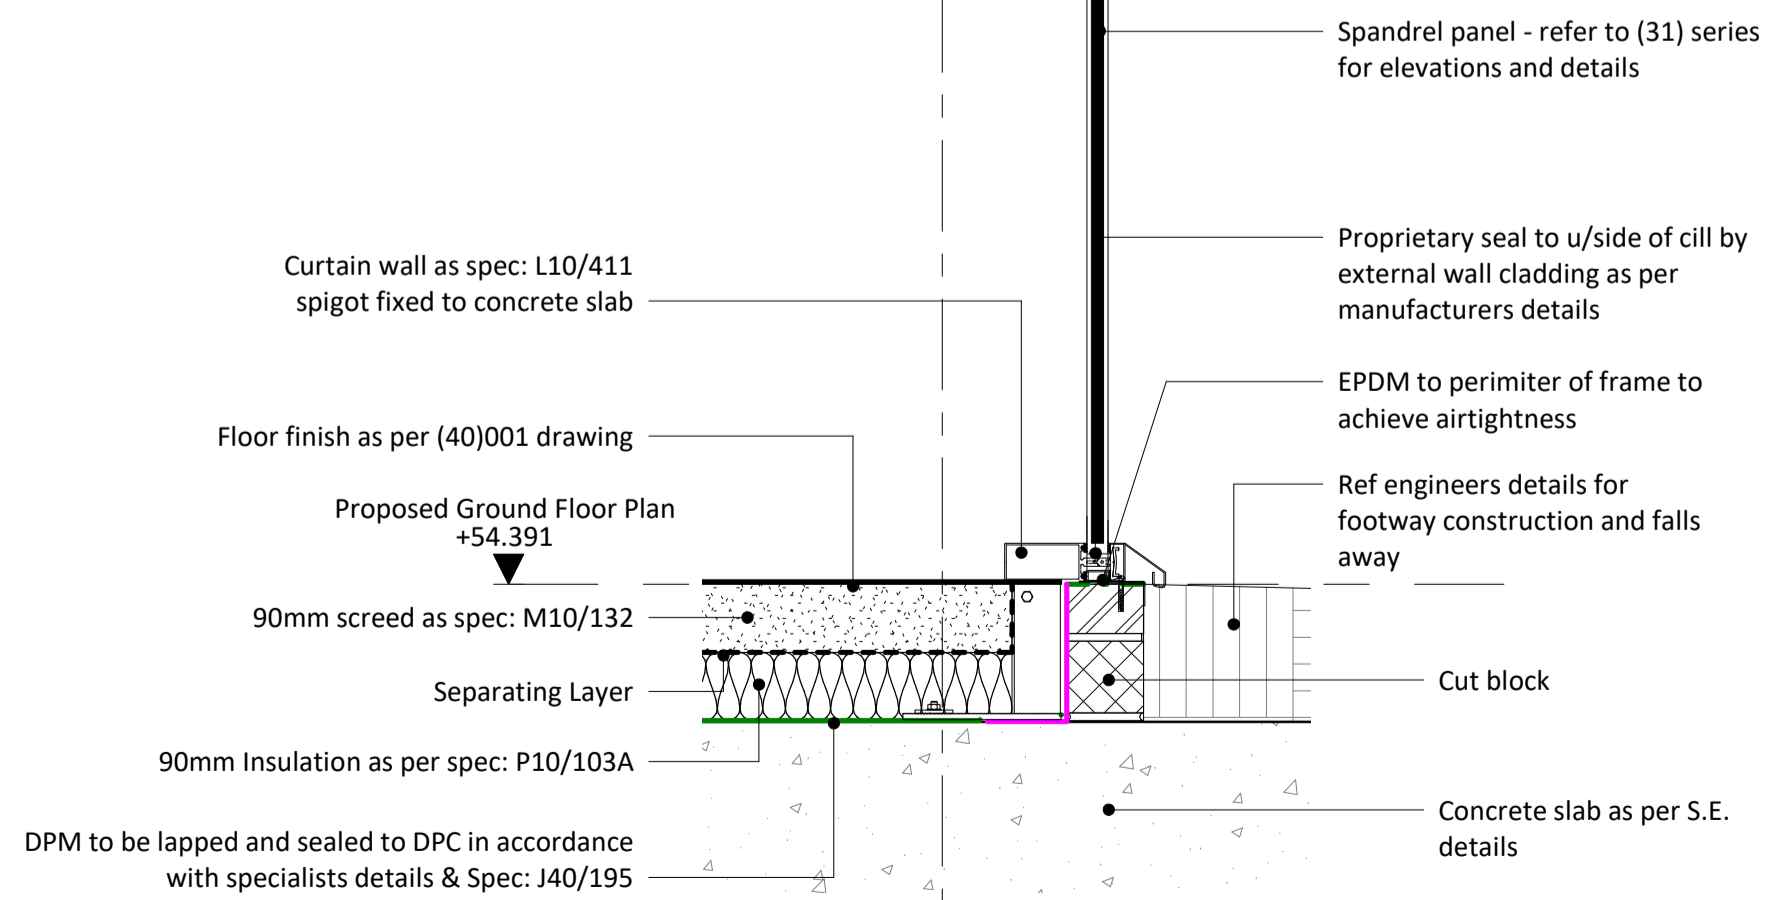 Spandrel panel - refer to (31) series
for elevations and details
Curtain wall as spec: L10/411
spigot fixed to concrete slab
Proprietary seal to u/side of cill by
external wall cladding as per
manufacturers details
EPDM to perimiter of frame to
achieve airtightness
Floor finish as per (40)001 drawing
Ref engineers details for
footway construction and falls
away
Proposed Ground Floor Plan
+54.391
90mm screed as spec: M10/132
Separating Layer
Cut block
90mm Insulation as per spec: P10/103A
Concrete slab as per S.E.
details
DPM to be lapped and sealed to DPC in accordance
with specialists details & Spec: J40/195